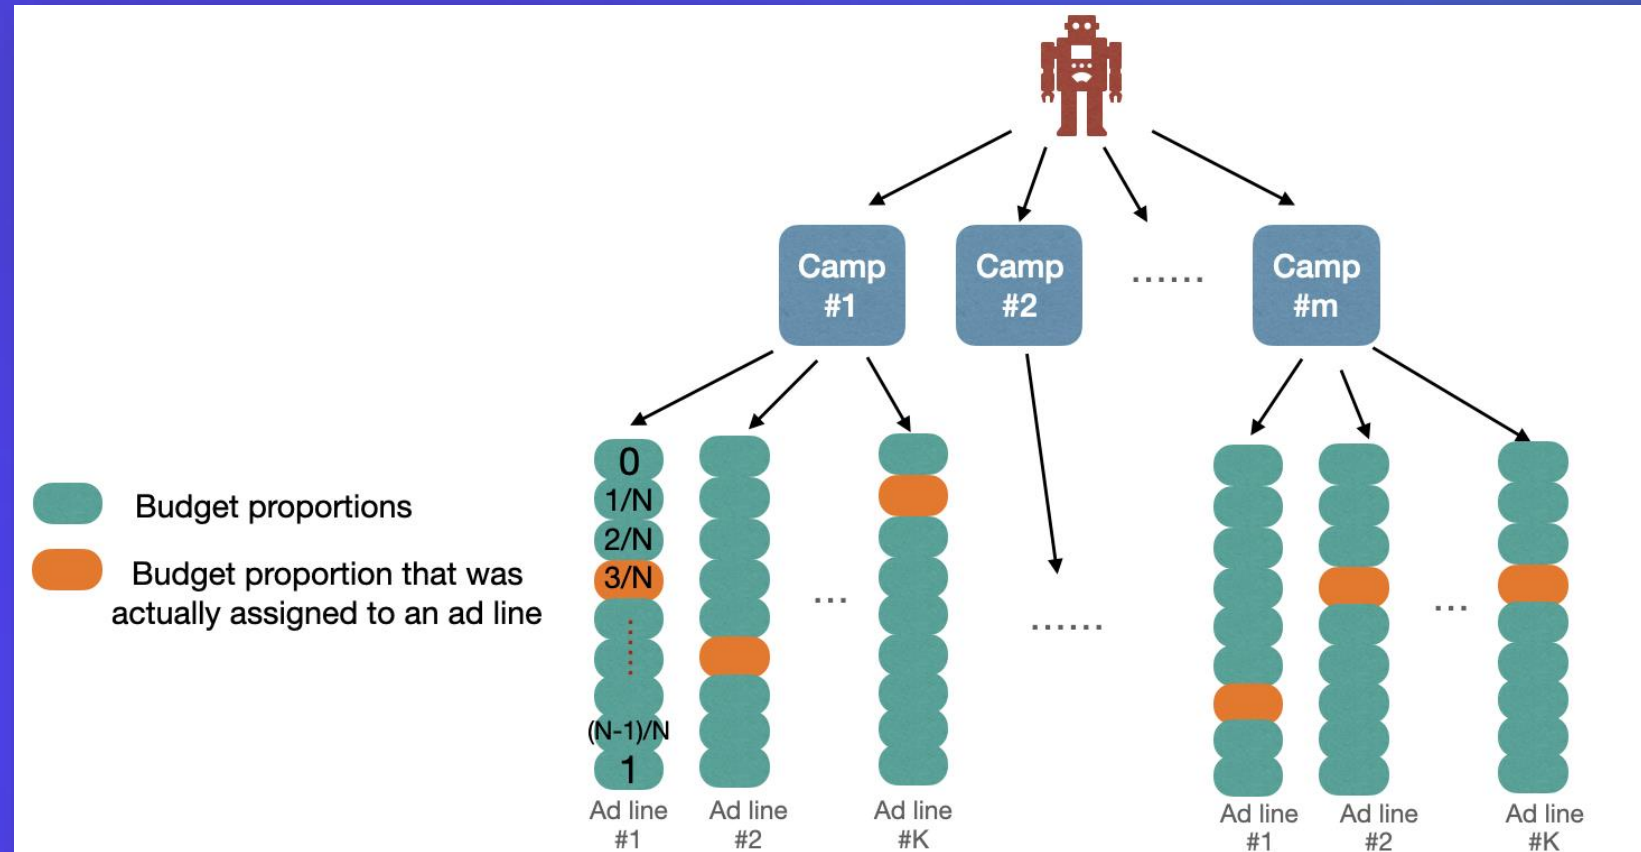 Camp
#1
Camp
#2
......
Camp
#m
Budget proportions
Budget proportion that was
actually assigned to an ad line
0
1/N
2/N
3/N
(N-1)/N
1
...
......
...
Ad line
#1
Ad line
#2
Ad line
#K
Ad line
#1
Ad line
#2
Ad line
#K